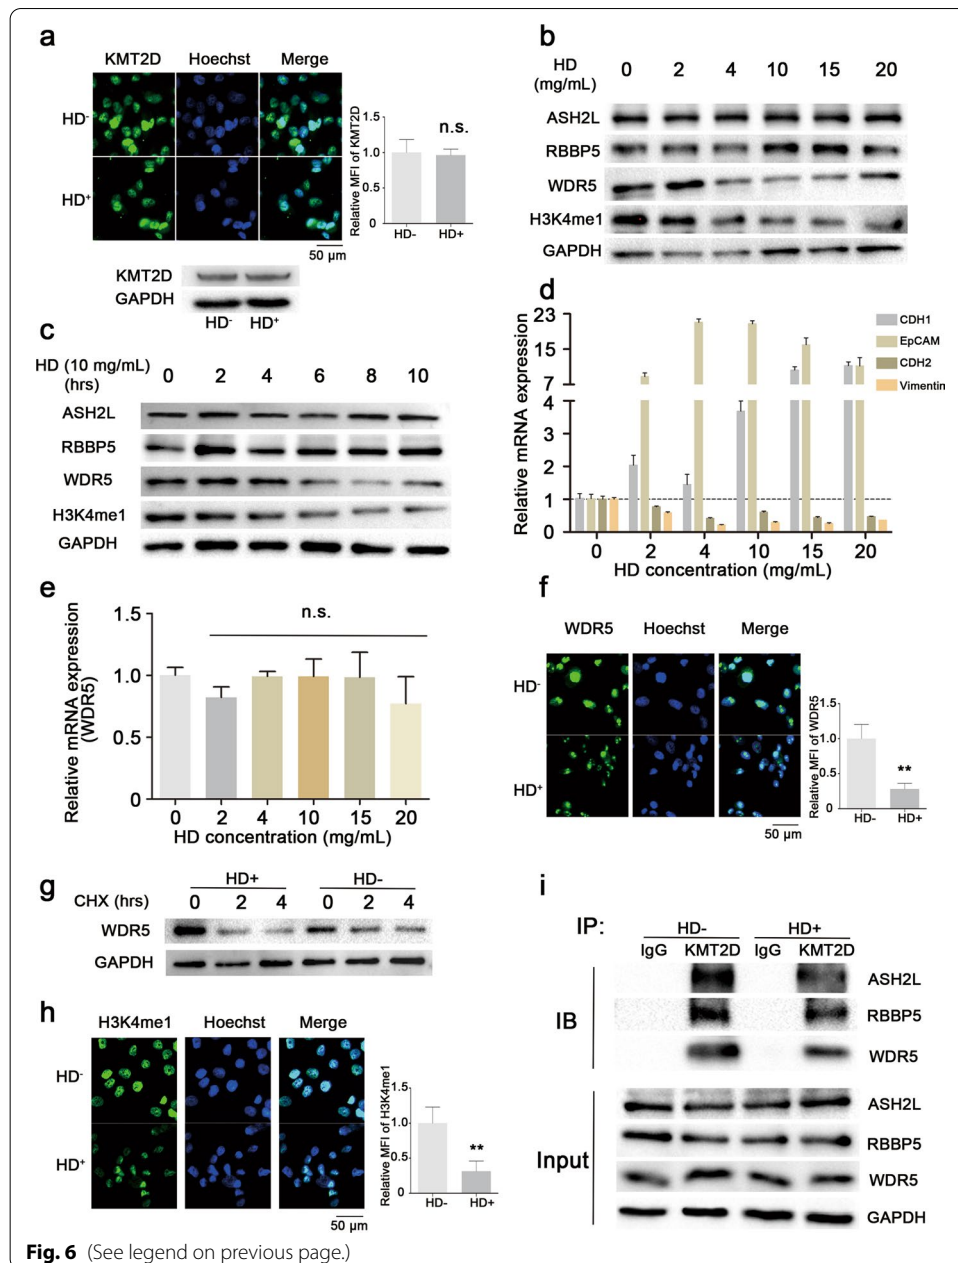 a
KMT2D Hoechst Merge
HD-
HD+
50 µm
Relative MFI of KMT2D
1.5
1.0
0.5
0
n.s.
HD- HD+
KMT2D
GAPDH
HD- HD+
b
HD (mg/mL) 0 2 4 10 15 20
ASH2L
RBBP5
WDR5
H3K4me1
GAPDH
c
HD (10 mg/mL)
(hrs) 0 2 4 6 8 10
ASH2L
RBBP5
WDR5
H3K4me1
GAPDH
d
Relative mRNA expression
23
15
7
4
3
2
1
0
CDH1
EpCAM
CDH2
Vimentin
0 2 4 10 15 20
HD concentration (mg/mL)
e
Relative mRNA expression
(WDR5)
1.5
1.0
0.5
0
n.s.
0 2 4 10 15 20
HD concentration (mg/mL)
f
WDR5 Hoechst Merge
HD-
HD+
50 µm
Relative MFI of WDR5
1.5
1.0
0.5
0
**
HD- HD+
g
HD+ HD-
CHX (hrs) 0 2 4 0 2 4
WDR5
GAPDH
h
H3K4me1 Hoechst Merge
HD-
HD+
50 µm
Relative MFI of H3K4me1
1.5
1.0
0.5
0
**
HD- HD+
i
IP: HD- HD+
IgG KMT2D IgG KMT2D
IB
ASH2L
RBBP5
WDR5
Input
ASH2L
RBBP5
WDR5
GAPDH
Fig. 6 (See legend on previous page.)